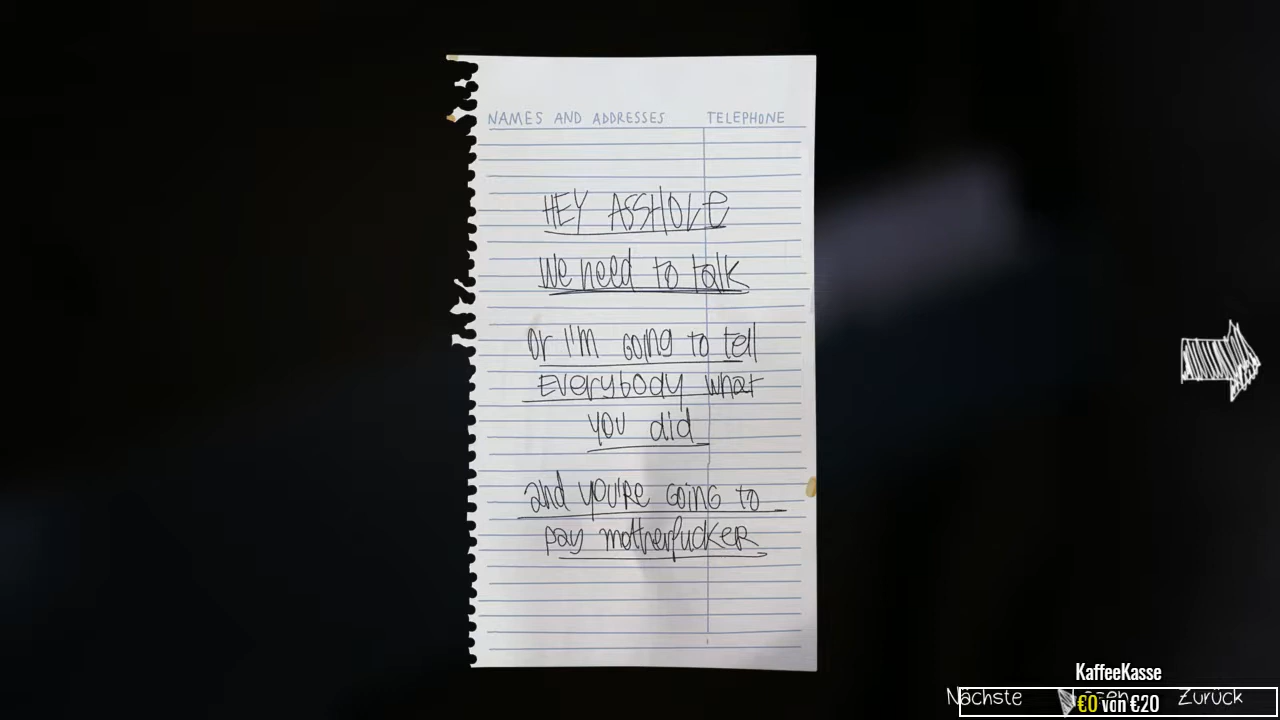 NAMES AND ADDRESSES TELEPHONE
HEY ASSHOLE
We need to talk
Or I'm going to tell
Everybody what
you did
and you're going to
pay motherfucker
KaffeeKasse
Nächste Lesen Zurück
€0 von €20